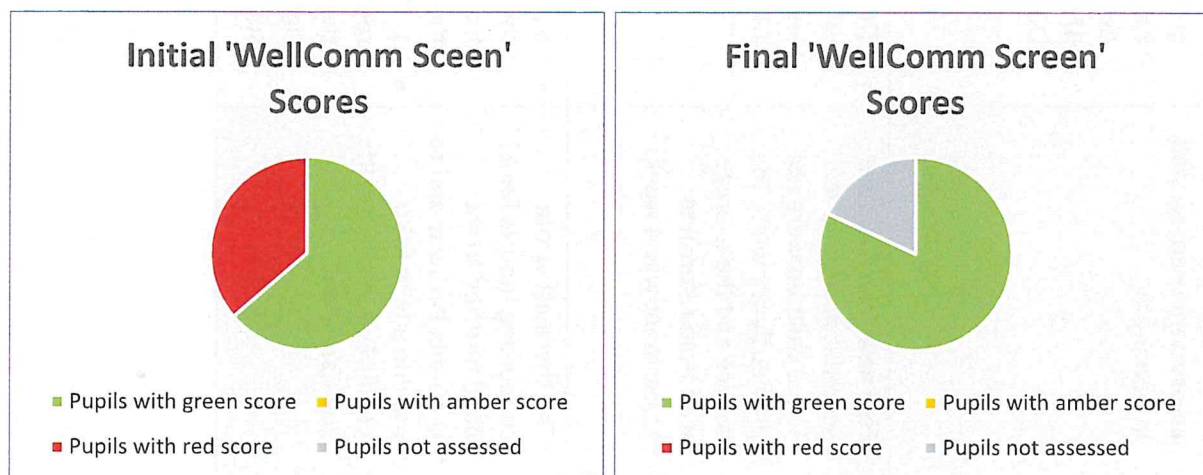 Initial 'WellComm Sceen'
Scores
Pupils with green score
Pupils with amber score
Pupils with red score
Pupils not assessed
Final 'WellComm Screen'
Scores
Pupils with green score
Pupils with amber score
Pupils with red score
Pupils not assessed